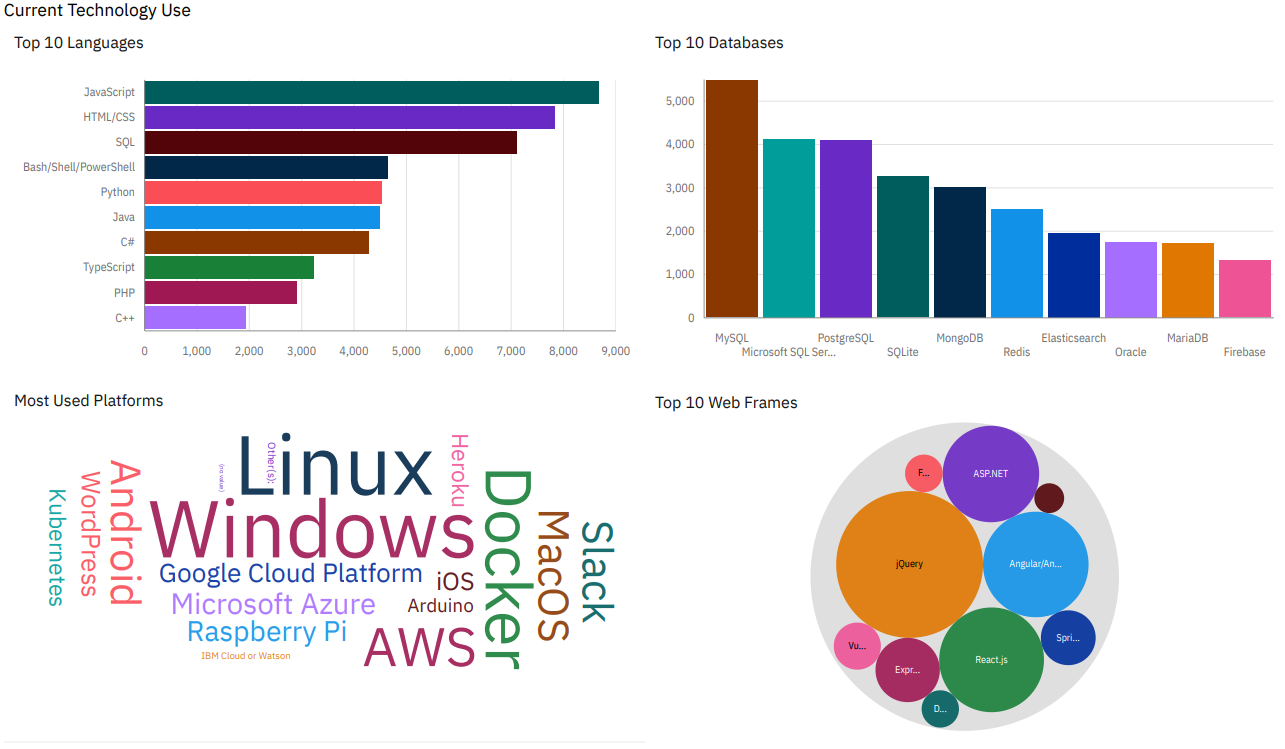 Current Technology Use
Top 10 Languages
JavaScript
HTML/CSS
SQL
Bash/Shell/PowerShell
Python
Java
C#
TypeScript
PHP
C++
0 1,000 2,000 3,000 4,000 5,000 6,000 7,000 8,000 9,000
Top 10 Databases
5,000
4,000
3,000
2,000
1,000
0
MySQL PostgreSQL MongoDB Elasticsearch MariaDB
Microsoft SQL Ser... SQLite Redis Oracle Firebase
Most Used Platforms
Kubernetes
WordPress
Android
(no value)
Other(s):
Linux
Heroku
Windows
Docker
MacOS
Slack
Google Cloud Platform
iOS
Microsoft Azure
Arduino
Raspberry Pi
AWS
IBM Cloud or Watson
Top 10 Web Frames
F...
ASP.NET
jQuery
Angular/An...
Vu...
Expr...
React.js
Spri...
D...